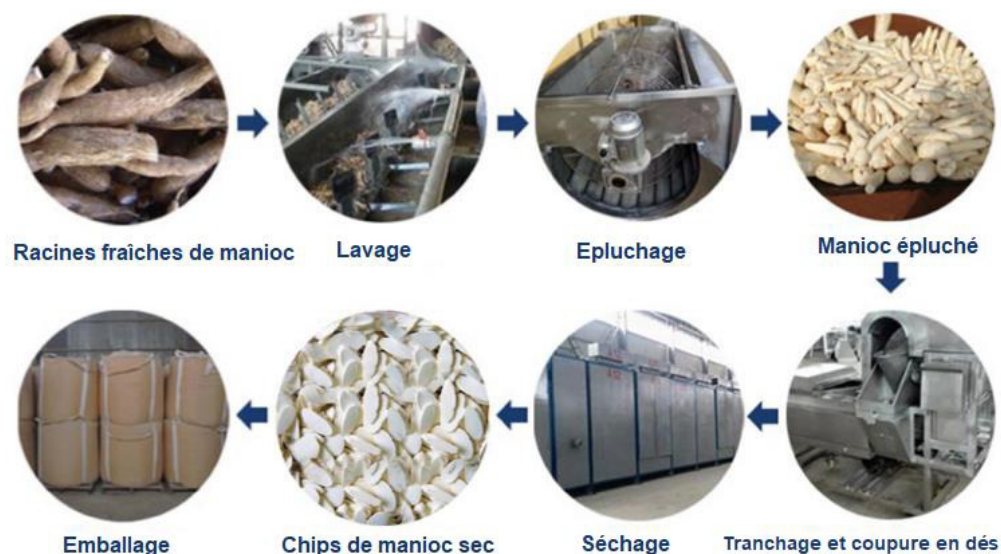 Racines fraîches de manioc
Lavage
Epluchage
Manioc épluché
Tranchage et coupure en dés
Séchage
Chips de manioc sec
Emballage